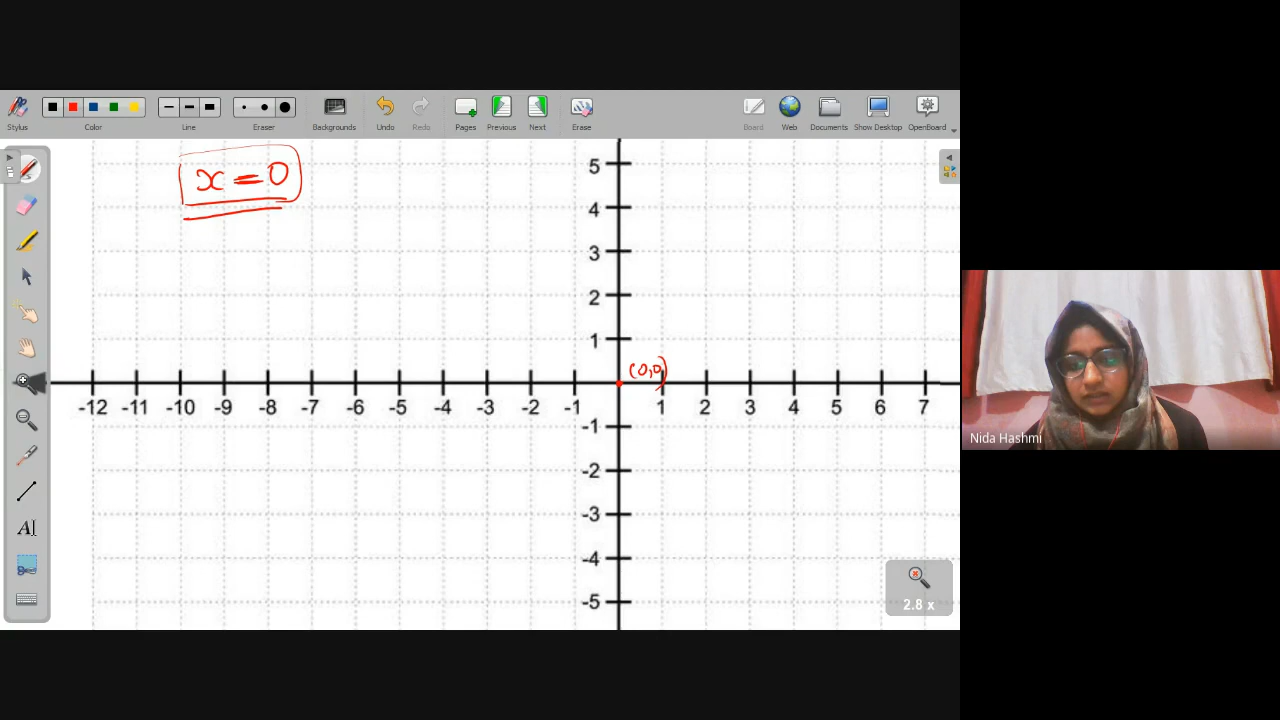 Stylus Color Line Eraser Backgrounds Undo Redo Pages Previous Next Erase Board Web Documents Show Desktop OpenBoard
x = 0
5
4
3
2
1
(0,0)
-12 -11 -10 -9 -8 -7 -6 -5 -4 -3 -2 -1 1 2 3 4 5 6 7
-1
-2
-3
-4
-5
A
2.8 x
Nida Hashmi